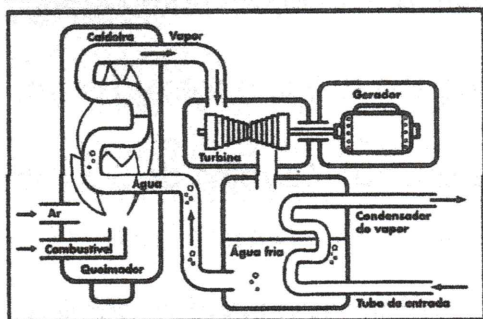 Caldeira
Vapor
Gerador
Turbina
Água
Ar
Combustível
Queimador
Água fria
Condensador
do vapor
Tubo de entrada